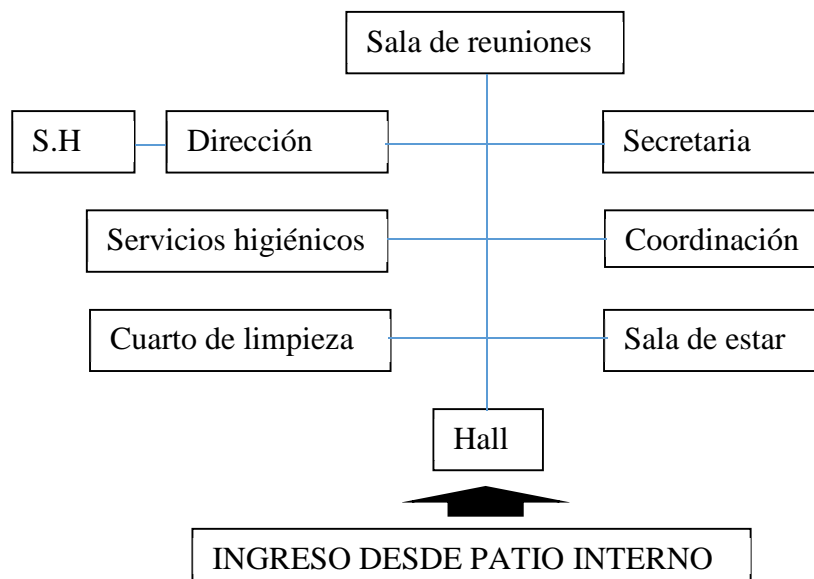 Sala de reuniones
S.H
Dirección
Secretaria
Servicios higiénicos
Coordinación
Cuarto de limpieza
Sala de estar
Hall
INGRESO DESDE PATIO INTERNO